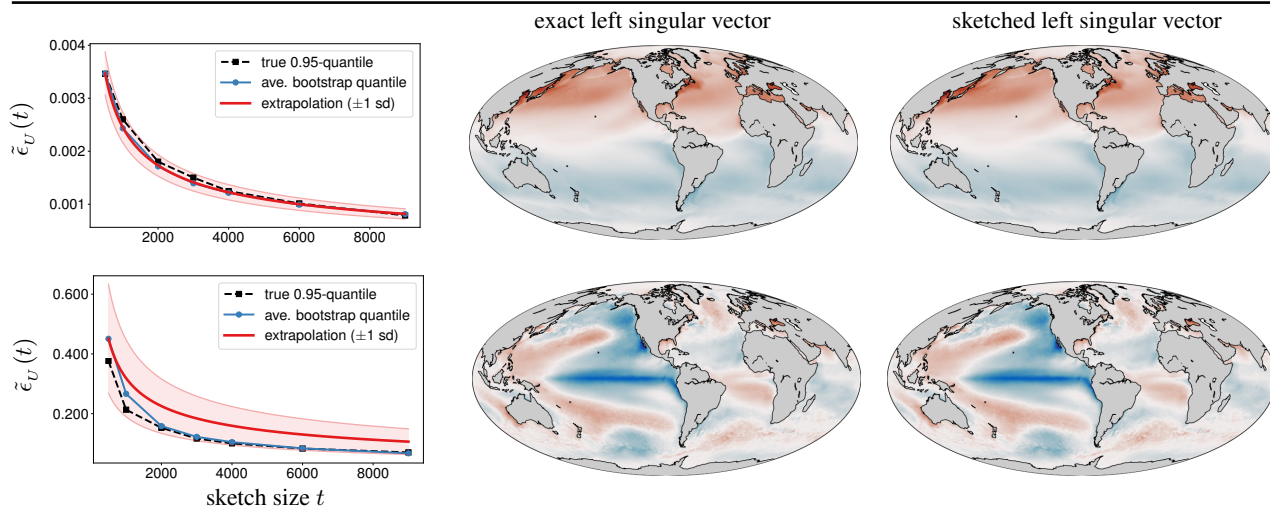 exact left singular vector
sketched left singular vector
0.004
0.003
0.002
0.001
ϵ̃_U(t)
true 0.95-quantile
ave. bootstrap quantile
extrapolation (±1 sd)
2000 4000 6000 8000
0.600
0.400
0.200
ϵ̃_U(t)
true 0.95-quantile
ave. bootstrap quantile
extrapolation (±1 sd)
2000 4000 6000 8000
sketch size t